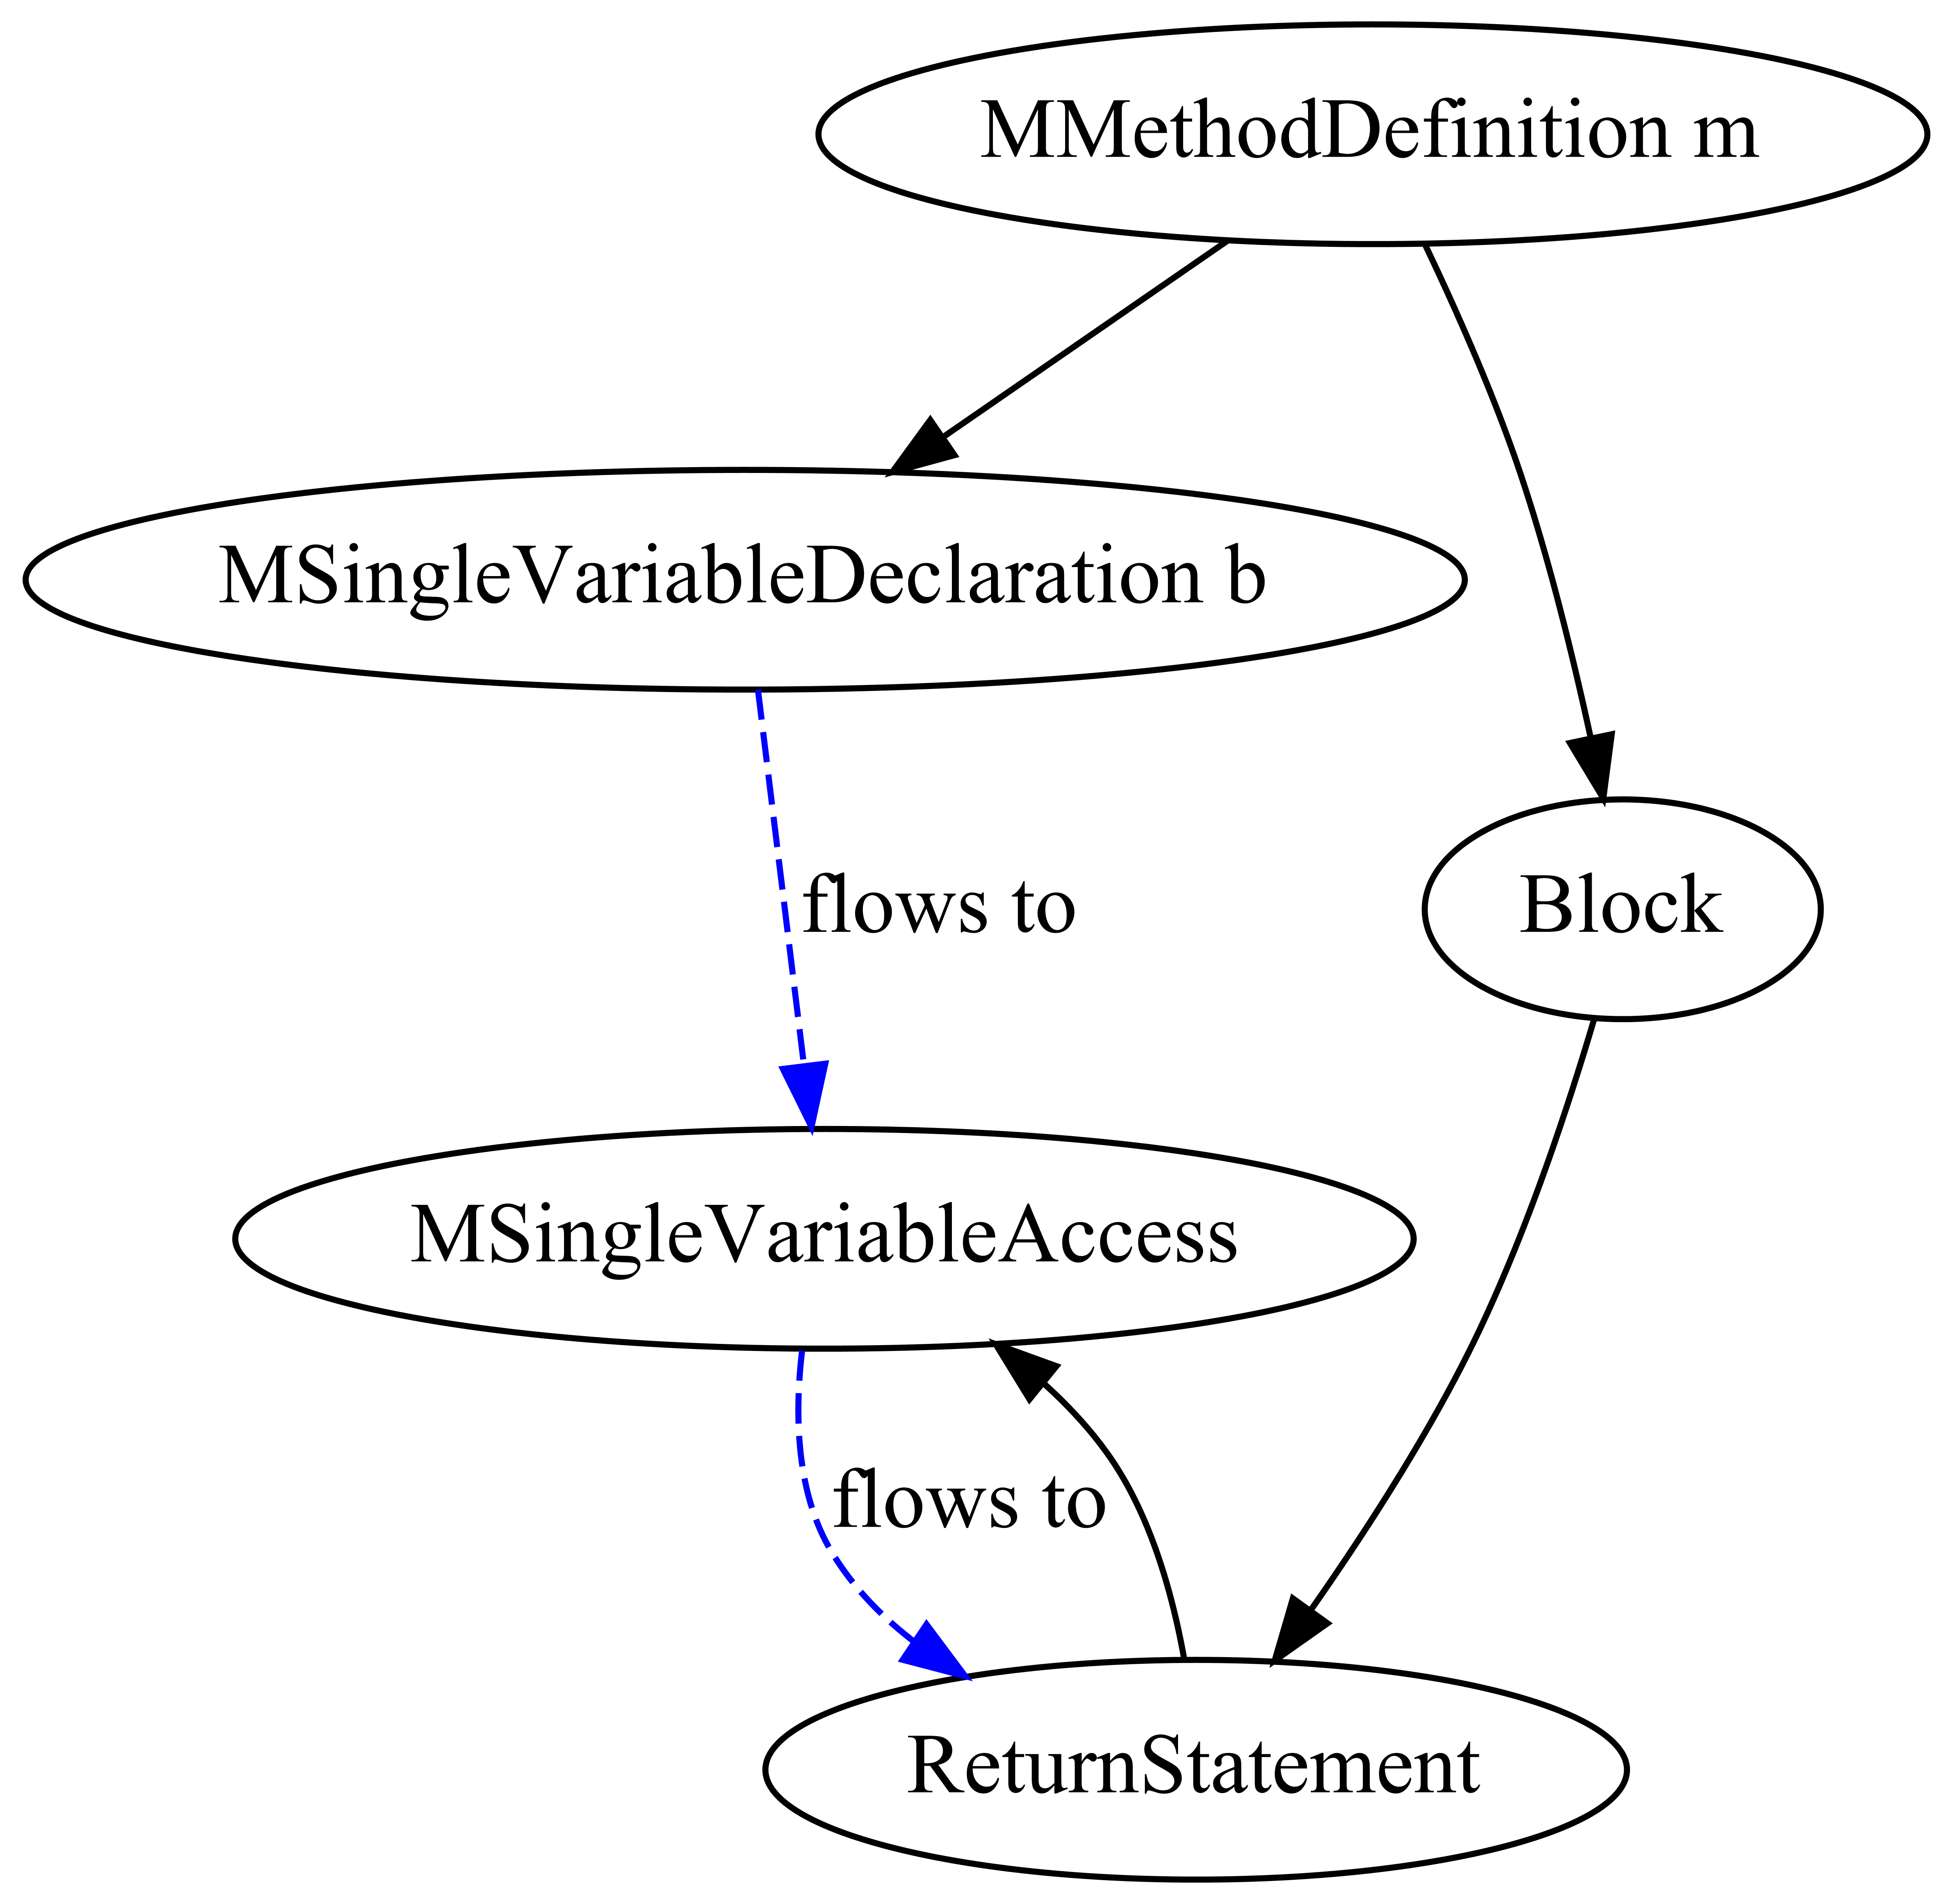 MMethodDefinition m
MSingleVariableDeclaration b
flows to
Block
MSingleVariableAccess
flows to
ReturnStatement